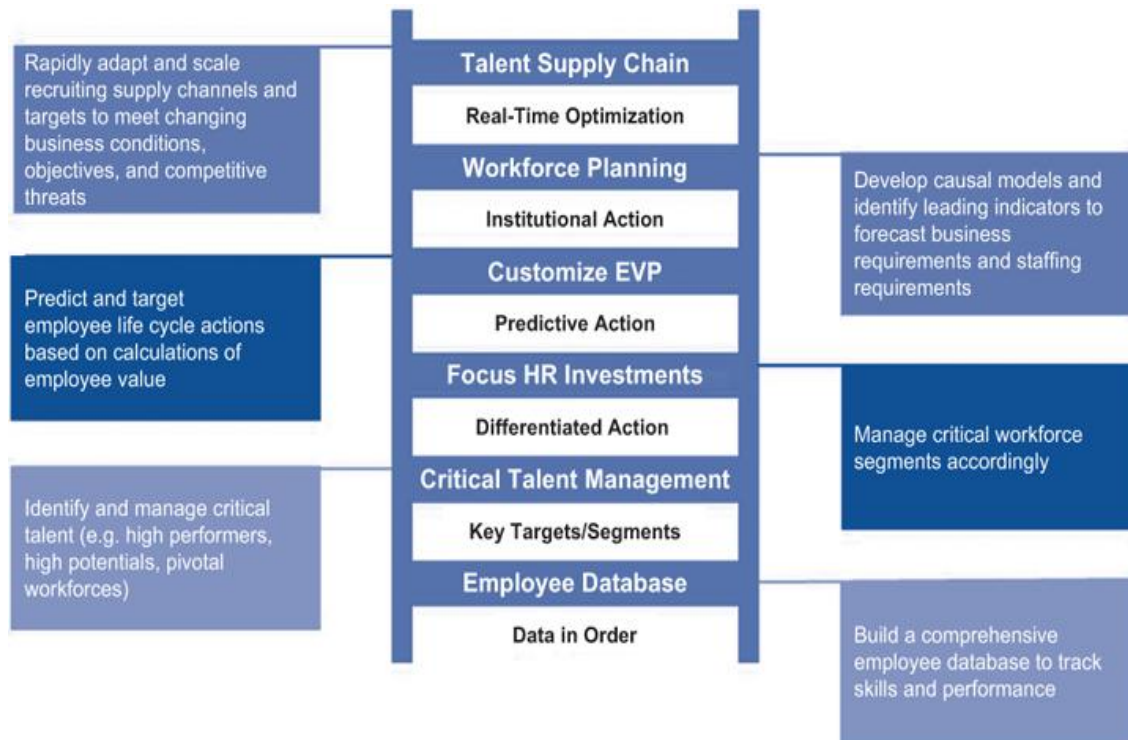 Rapidly adapt and scale
recruiting supply channels and
targets to meet changing
business conditions,
objectives, and competitive
threats
Talent Supply Chain
Real-Time Optimization
Workforce Planning
Institutional Action
Develop causal models and
identify leading indicators to
forecast business
requirements and staffing
requirements
Predict and target
employee life cycle actions
based on calculations of
employee value
Customize EVP
Predictive Action
Focus HR Investments
Differentiated Action
Manage critical workforce
segments accordingly
Identify and manage critical
talent (e.g. high performers,
high potentials, pivotal
workforces)
Critical Talent Management
Key Targets/Segments
Employee Database
Data in Order
Build a comprehensive
employee database to track
skills and performance